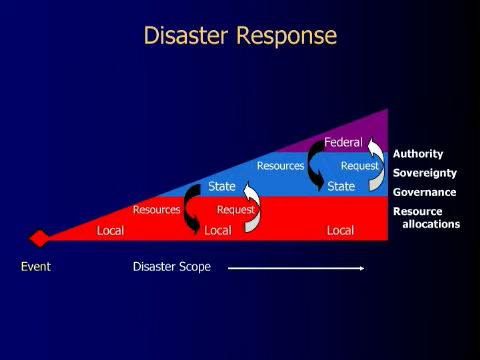 Disaster Response
Federal
Authority
Resources
Request
Sovereignty
State
State
Governance
Resources
Request
Resource
allocations
Local
Local
Local
Event
Disaster Scope